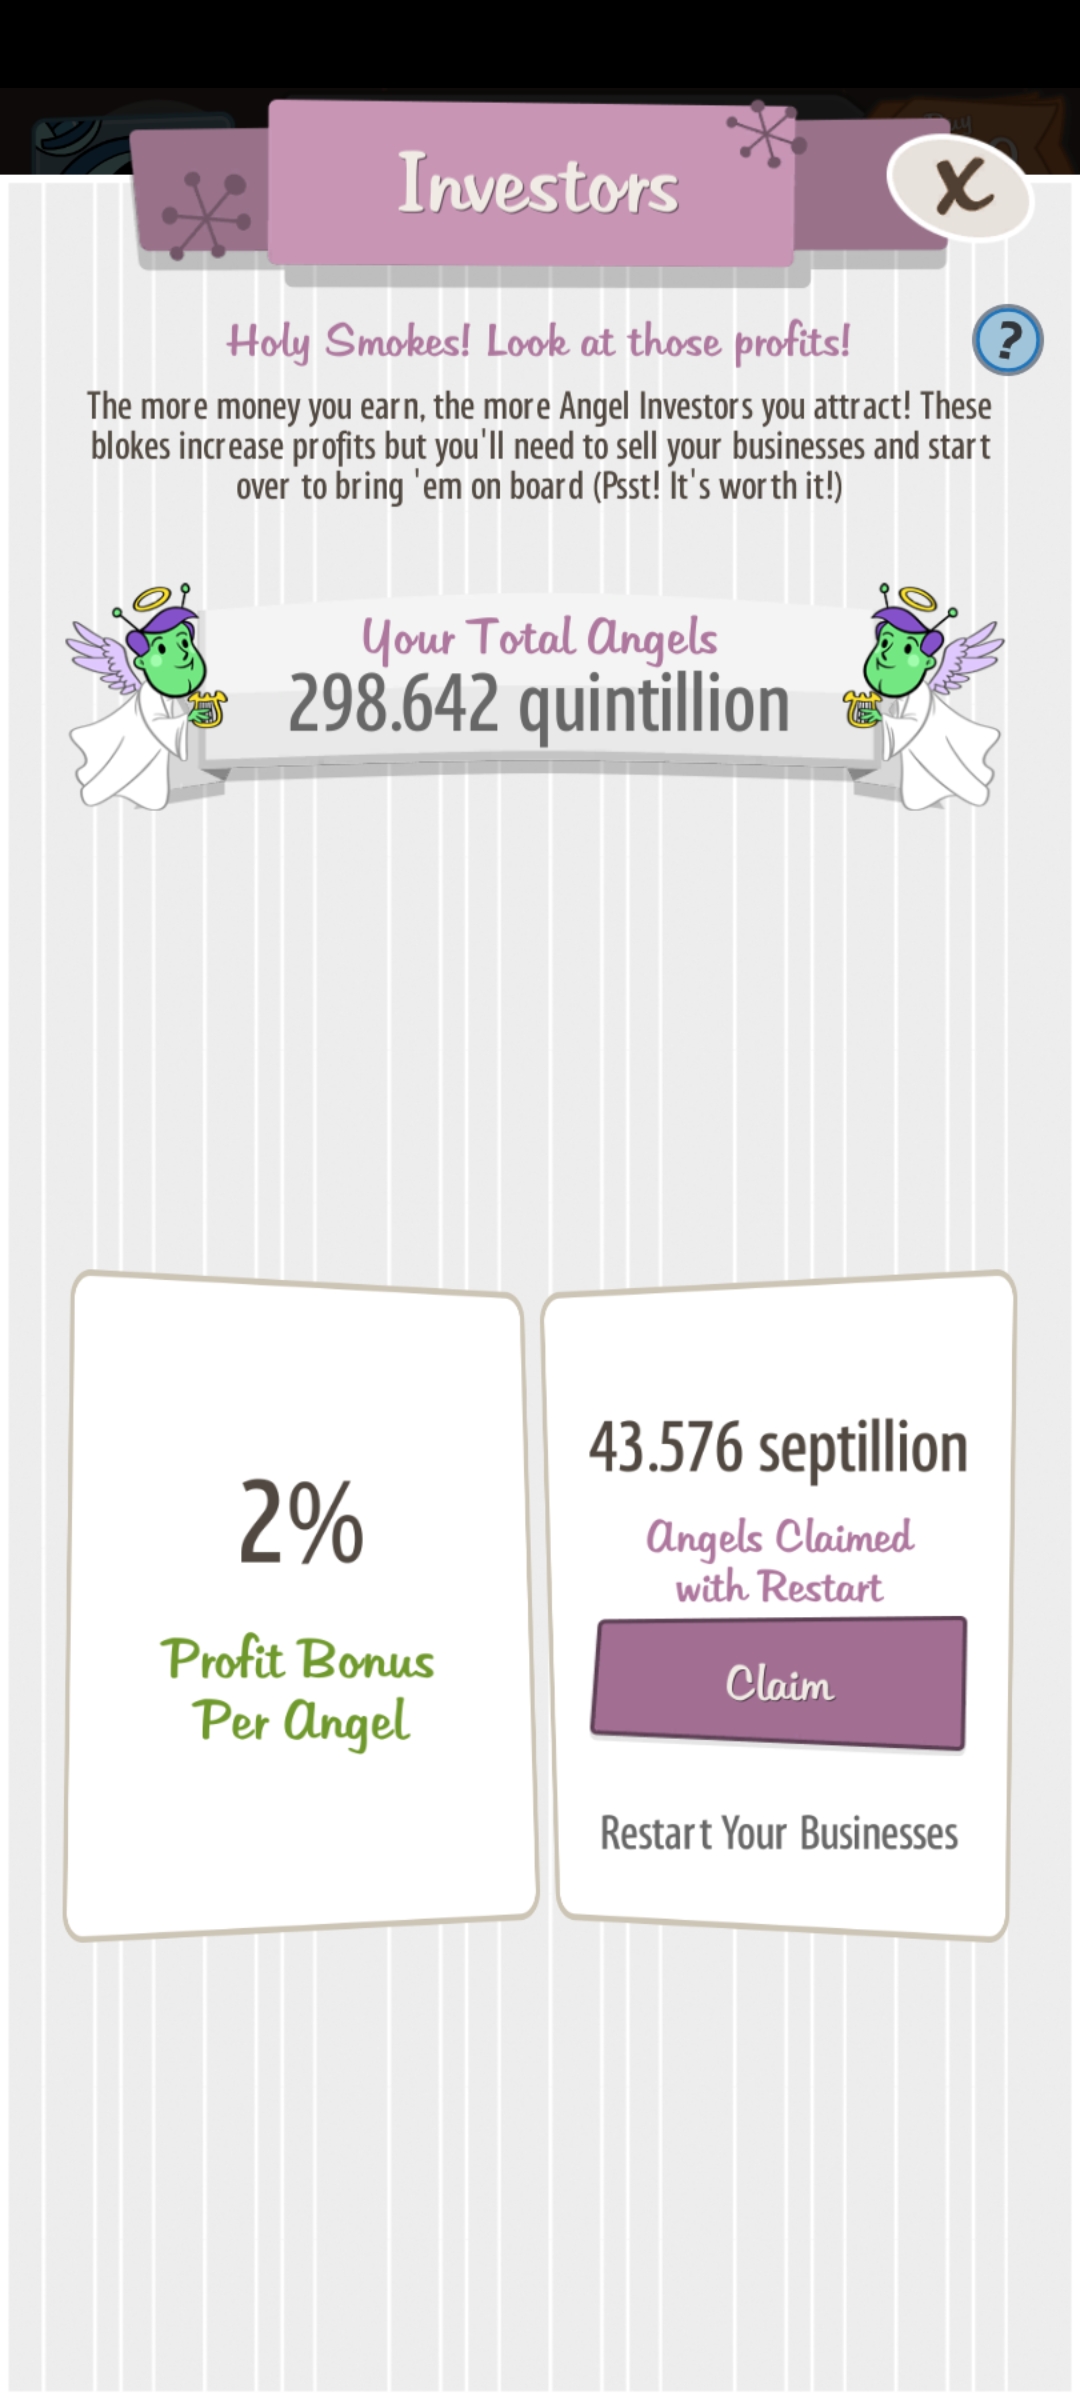 Investors
X
Holy Smokes! Look at those profits!
?
The more money you earn, the more Angel Investors you attract! These
blokes increase profits but you'll need to sell your businesses and start
over to bring 'em on board (Psst! It's worth it!)
Your Total Angels
298.642 quintillion
2%
Profit Bonus
Per Angel
43.576 septillion
Angels Claimed
with Restart
Claim
Restart Your Businesses